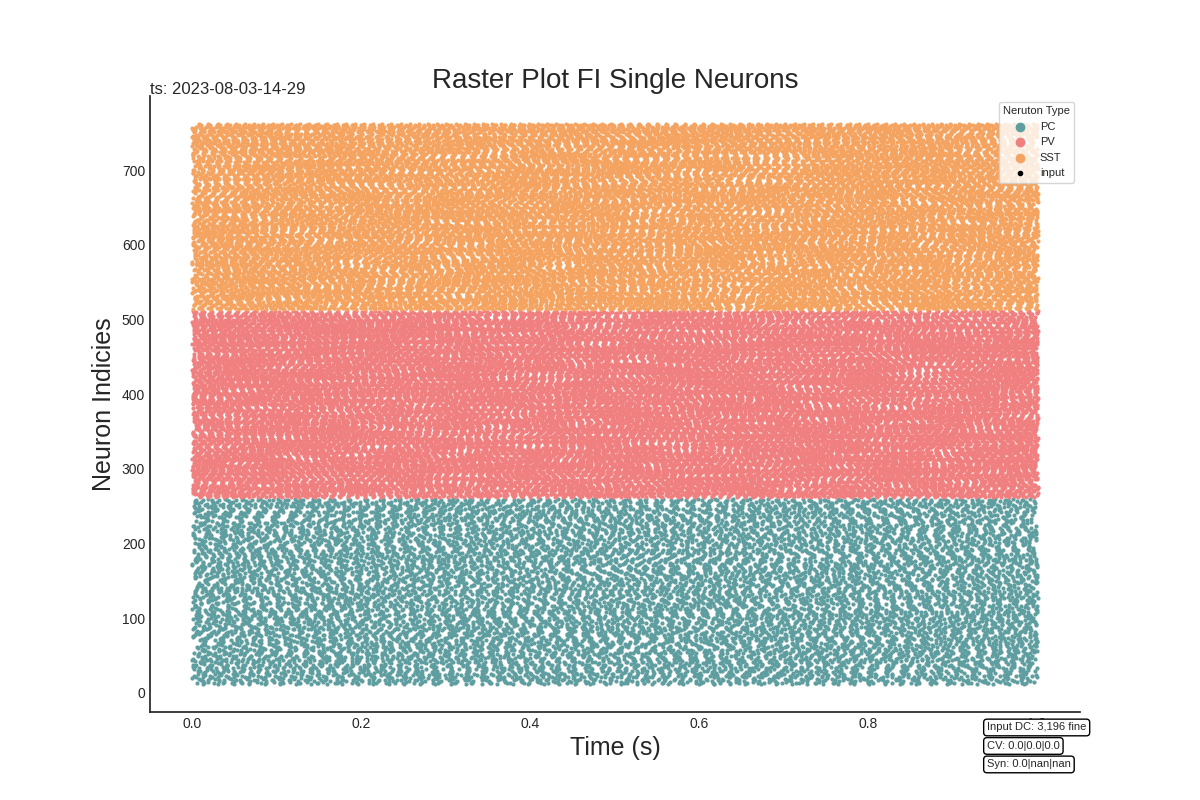 Raster Plot FI Single Neurons
ts: 2023-08-03-14-29
Neruton Type
PC
PV
SST
input
Neuron Indicies
700
600
500
400
300
200
100
0
0.0
0.2
0.4
0.6
0.8
Time (s)
Input DC: 3,196 fine
CV: 0.0|0.0|0.0
Syn: 0.0|nan|nan